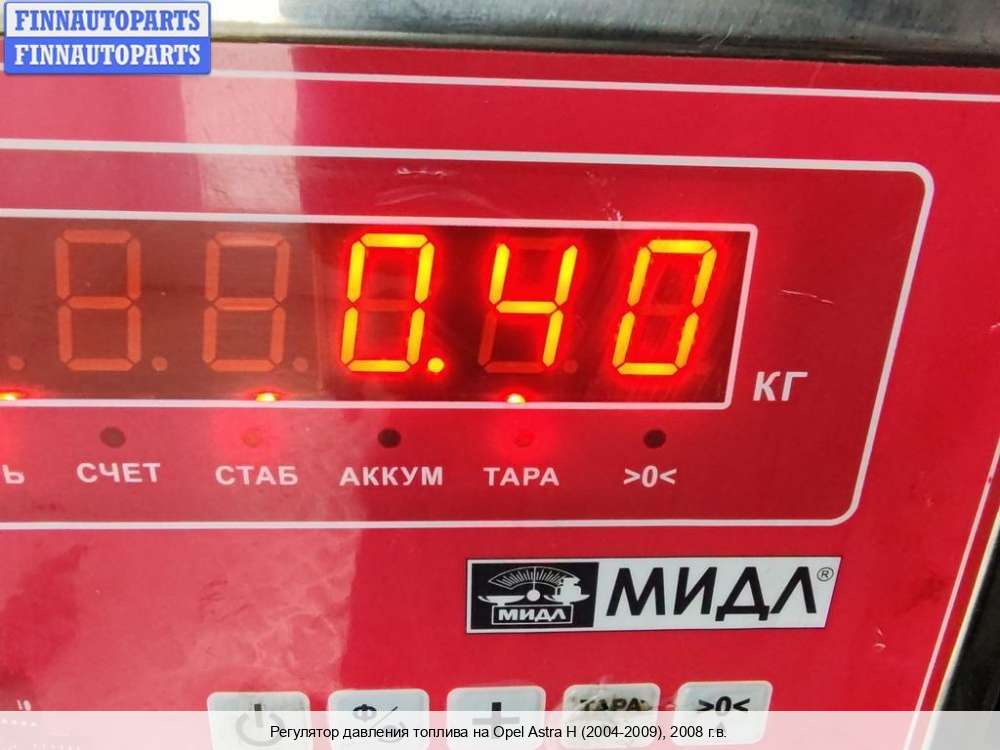 FINNAUTOPARTS
FINNAUTOPARTS
0.40
КГ
Ь СЧЕТ СТАБ АККУМ ТАРА >0<
МИДЛ МИДЛ®
ТАРА >0<
Регулятор давления топлива на Opel Astra H (2004-2009), 2008 г.в.